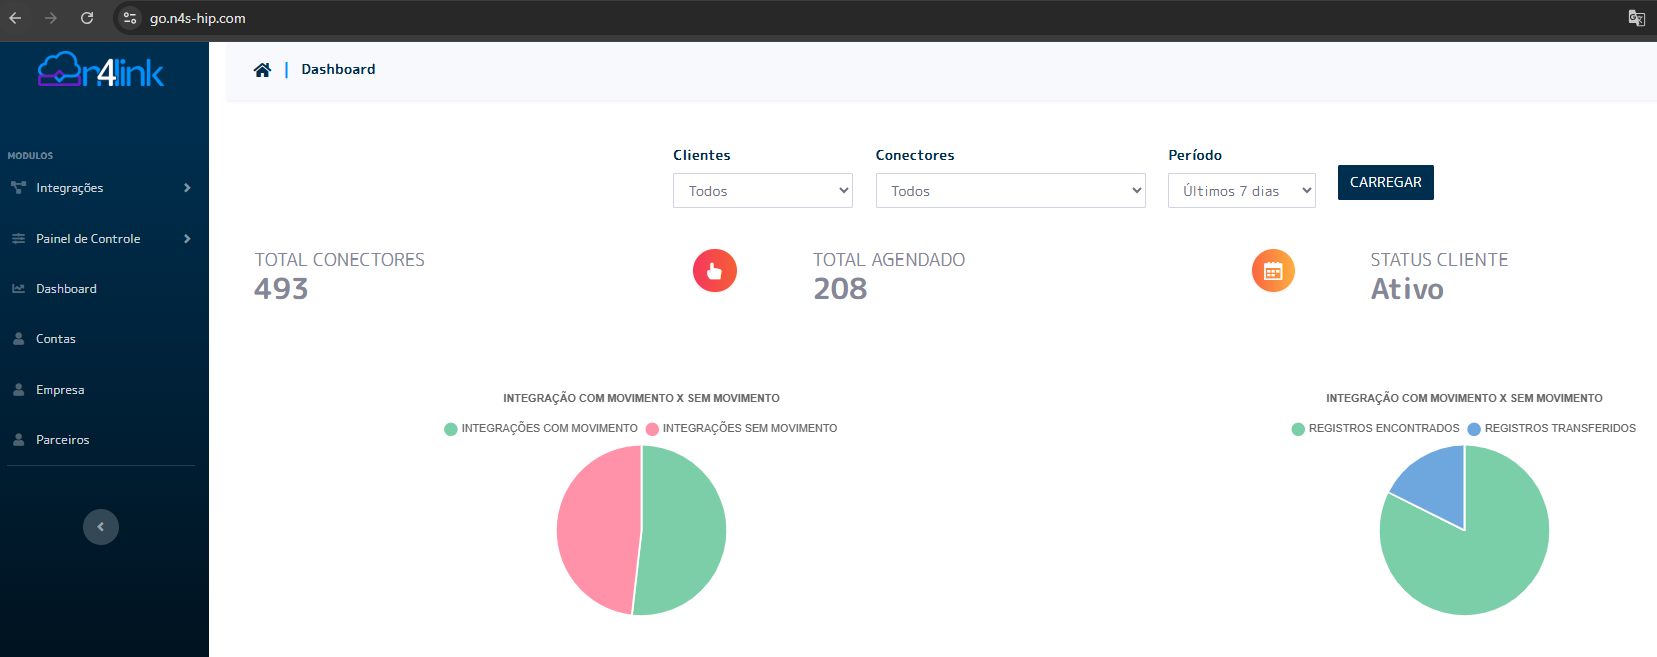 go.n4s-hip.com
n4link
Dashboard
MODULOS
Integrações
Painel de Controle
Dashboard
Contas
Empresa
Parceiros
Clientes
Conectores
Período
Todos
Todos
Últimos 7 dias
CARREGAR
TOTAL CONECTORES
493
TOTAL AGENDADO
208
STATUS CLIENTE
Ativo
INTEGRAÇÃO COM MOVIMENTO X SEM MOVIMENTO
INTEGRAÇÕES COM MOVIMENTO INTEGRAÇÕES SEM MOVIMENTO
INTEGRAÇÃO COM MOVIMENTO X SEM MOVIMENTO
REGISTROS ENCONTRADOS REGISTROS TRANSFERIDOS